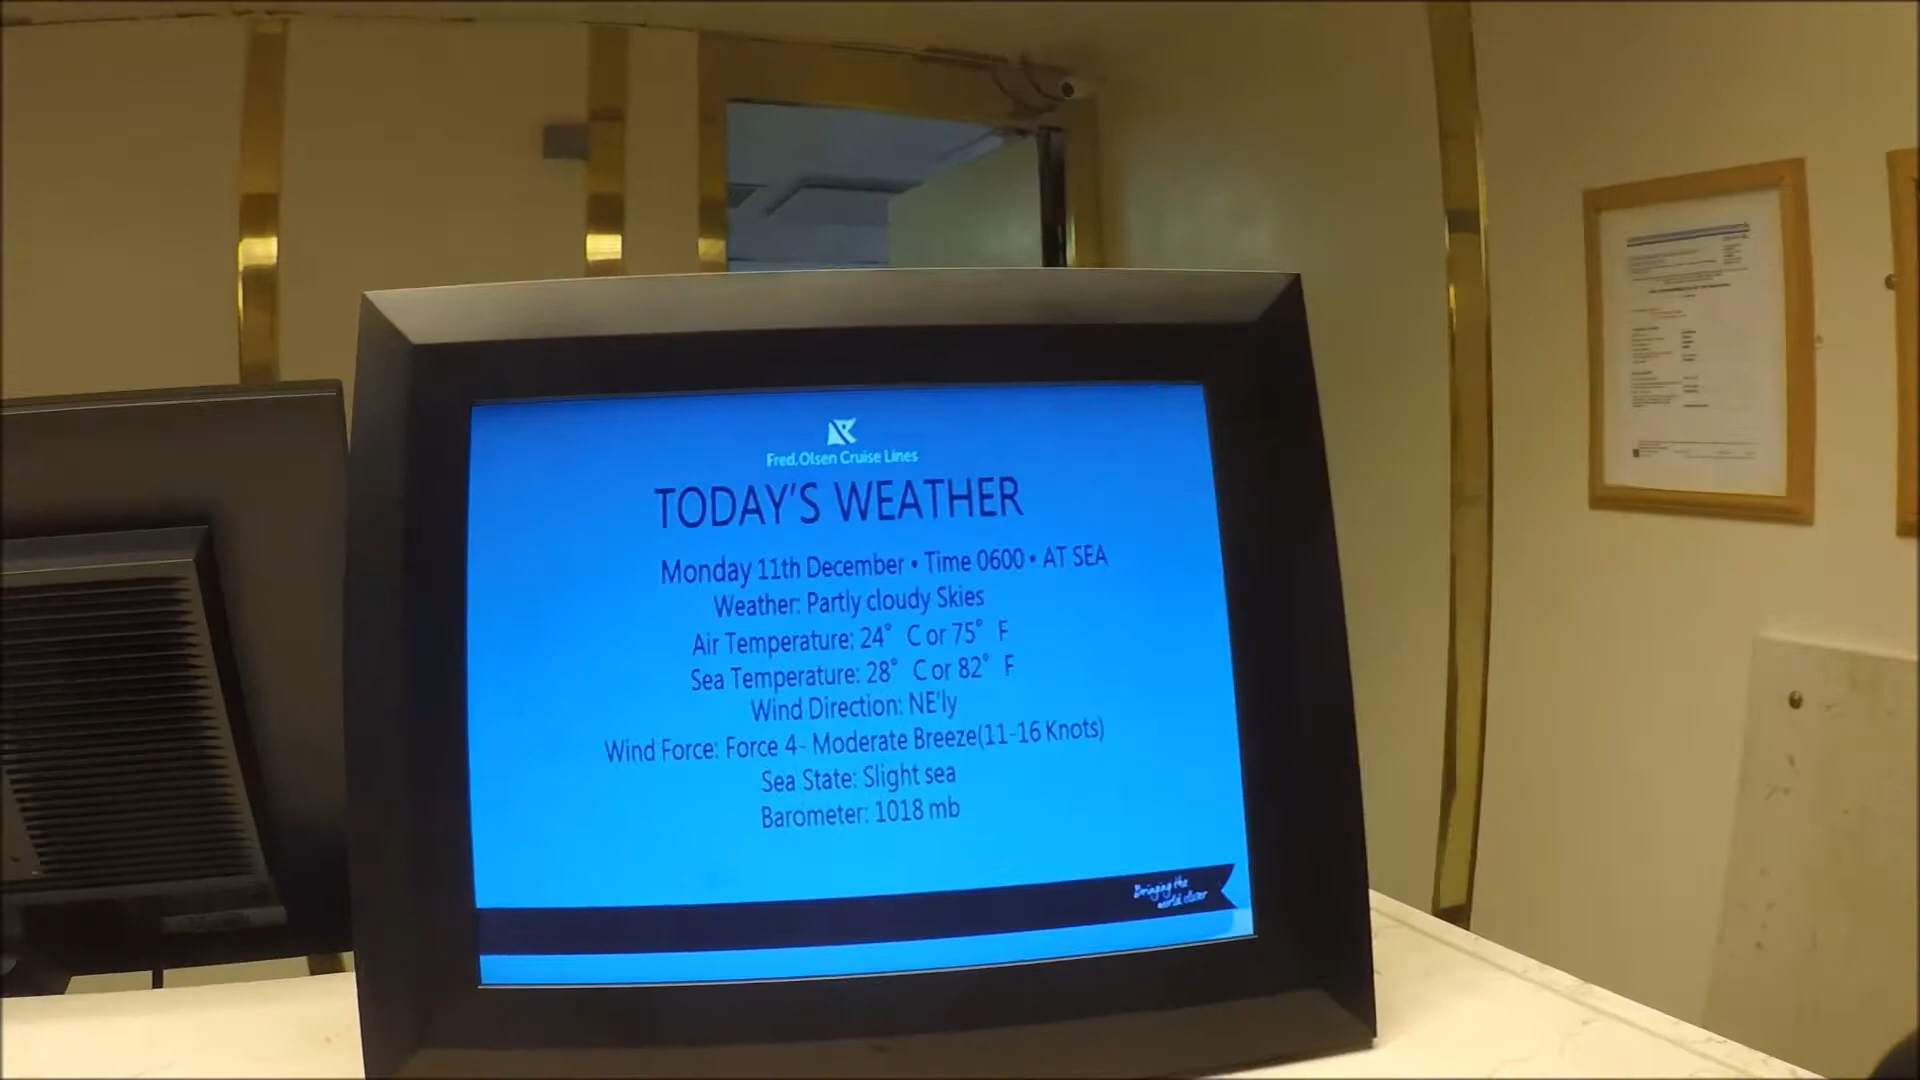 Fred. Olsen Cruise Lines
TODAY'S WEATHER
Monday 11th December • Time 0600 • AT SEA
Weather: Partly cloudy Skies
Air Temperature: 24° C or 75° F
Sea Temperature: 28° C or 82° F
Wind Direction: NE'ly
Wind Force: Force 4- Moderate Breeze(11-16 Knots)
Sea State: Slight sea
Barometer: 1018 mb
Bringing the
world closer